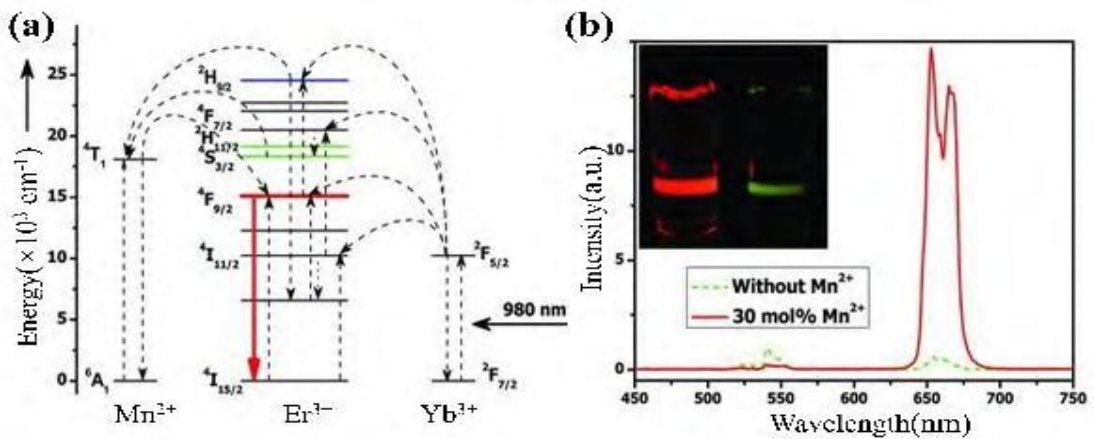 (a)
Energy(×10³ cm⁻¹)
25
20
15
10
5
0
²H₉/₂
⁴F₇/₂
²H₁₁/₂
⁴S₃/₂
⁴T₁
⁴F₉/₂
⁴I₁₁/₂
²F₅/₂
980 nm
⁶A₁
⁴I₁₅/₂
²F₇/₂
Mn²⁺
Er³⁺
Yb³⁺
(b)
Intensity(a.u.)
15
10
5
0
Without Mn²⁺
30 mol% Mn²⁺
450
500
550
600
650
700
750
Wavelength(nm)